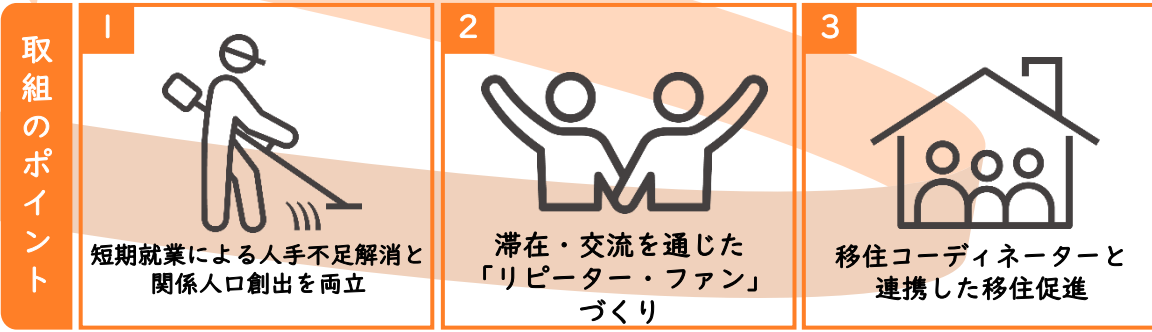 取組のポイント
1
短期就業による人手不足解消と
関係人口創出を両立
2
滞在・交流を通じた
「リピーター・ファン」
づくり
3
移住コーディネーターと
連携した移住促進